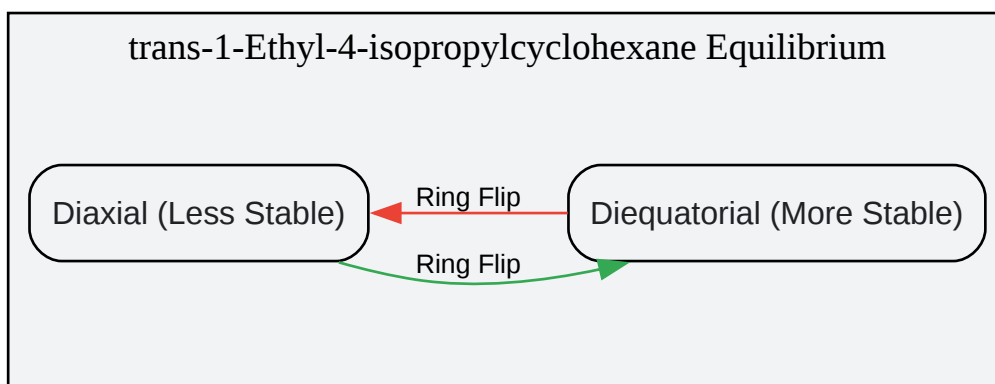 trans-1-Ethyl-4-isopropylcyclohexane Equilibrium
Diaxial (Less Stable)
Ring Flip
Diequatorial (More Stable)
Ring Flip